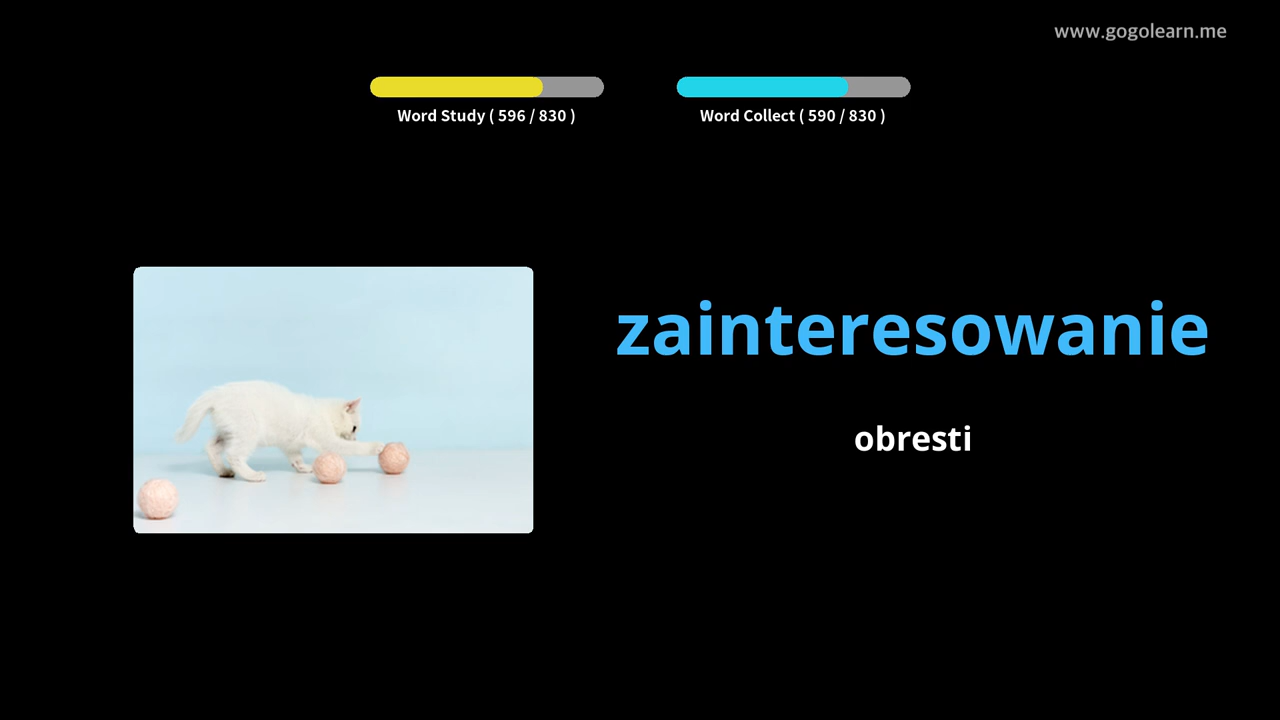 www.gogolearn.me
Word Study ( 596 / 830 )
Word Collect ( 590 / 830 )
zainteresowanie
obresti